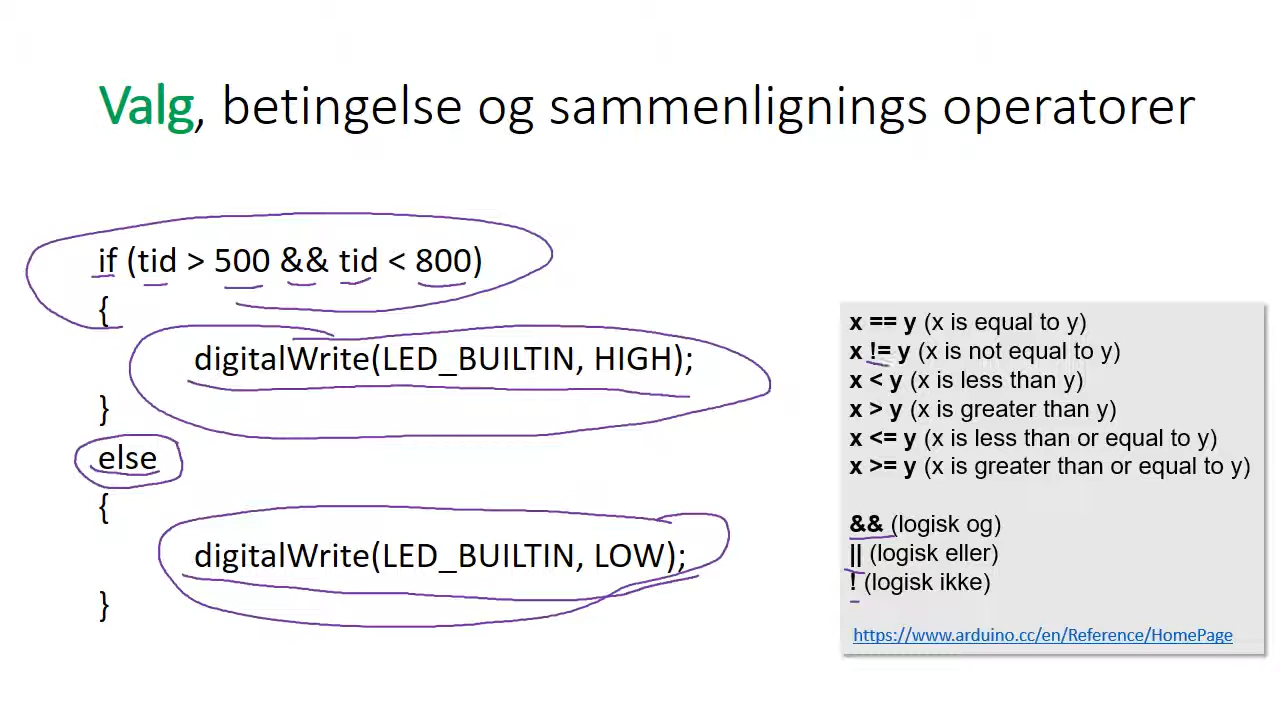 Valg, betingelse og sammenlignings operatorer
if (tid > 500 && tid < 800)
{
digitalWrite(LED_BUILTIN, HIGH);
}
else
{
digitalWrite(LED_BUILTIN, LOW);
}
x == y (x is equal to y)
x != y (x is not equal to y)
x < y (x is less than y)
x > y (x is greater than y)
x <= y (x is less than or equal to y)
x >= y (x is greater than or equal to y)
&& (logisk og)
|| (logisk eller)
! (logisk ikke)
https://www.arduino.cc/en/Reference/HomePage